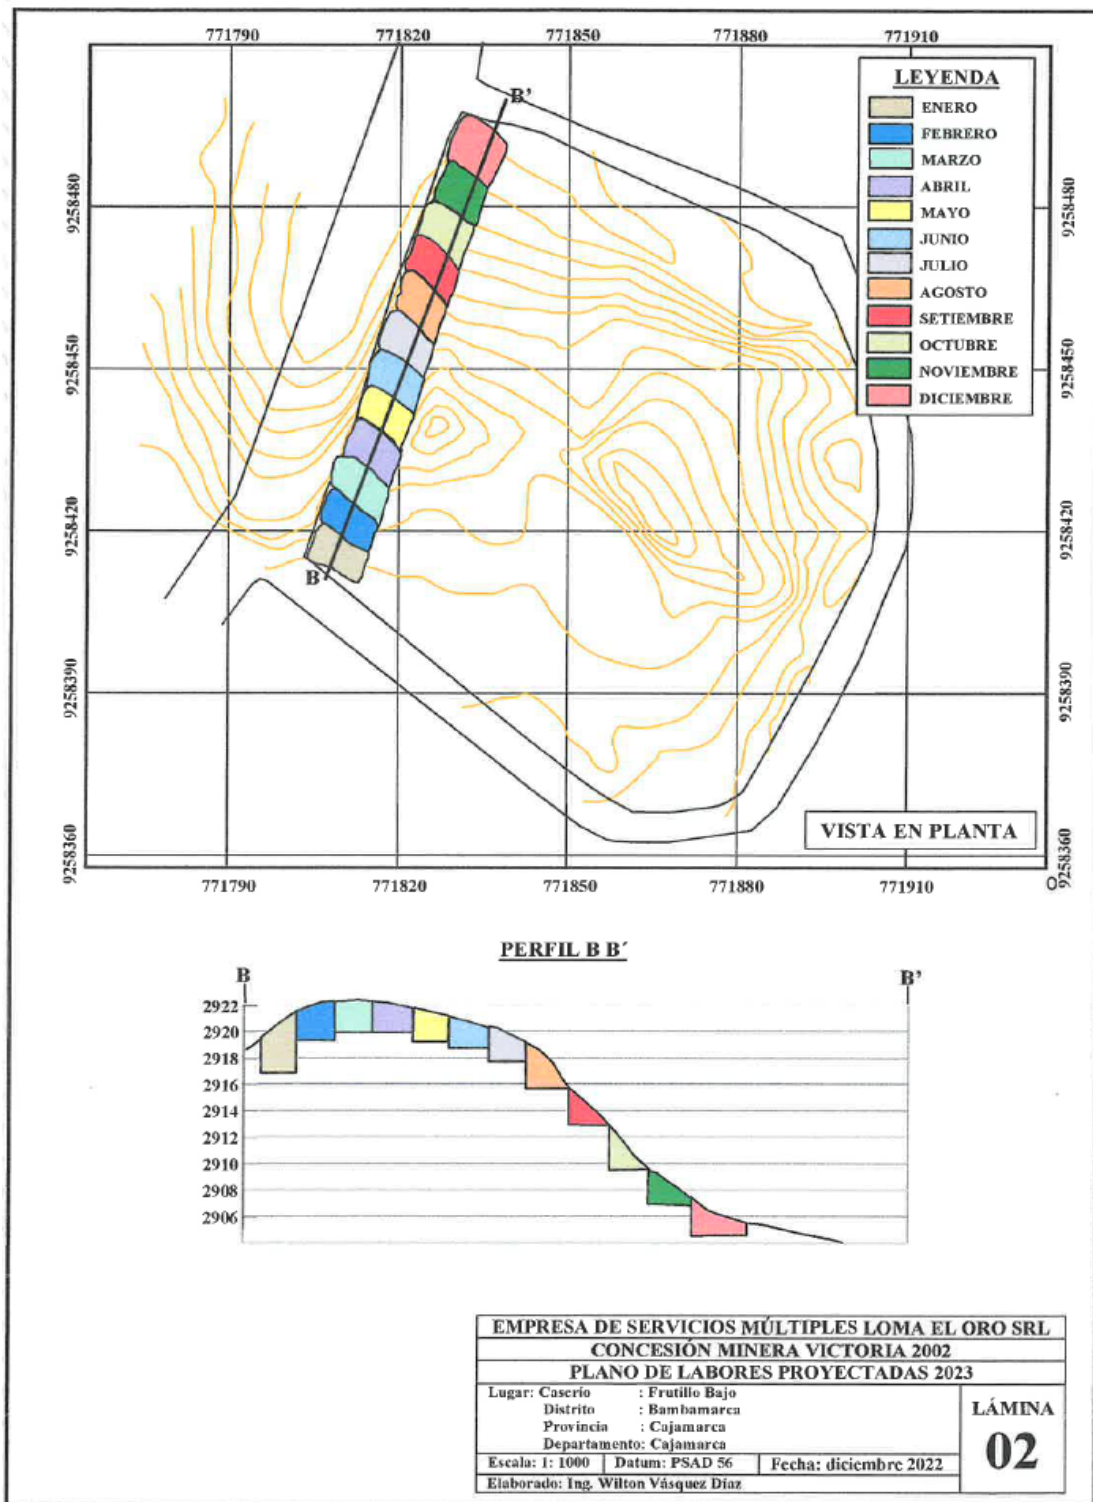 771790 771820 771850 771880 771910
LEYENDA
ENERO
FEBRERO
MARZO
ABRIL
MAYO
JUNIO
JULIO
AGOSTO
SETIEMBRE
OCTUBRE
NOVIEMBRE
DICIEMBRE
B'
B
9258480 9258480
9258450 9258450
9258420 9258420
9258390 9258390
9258360 9258360
VISTA EN PLANTA
771790 771820 771850 771880 771910
PERFIL B B´
B B'
2922
2920
2918
2916
2914
2912
2910
2908
2906
EMPRESA DE SERVICIOS MÚLTIPLES LOMA EL ORO SRL
CONCESIÓN MINERA VICTORIA 2002
PLANO DE LABORES PROYECTADAS 2023
Lugar: Caserío : Frutillo Bajo
Distrito : Bambamarca
Provincia : Cajamarca
Departamento: Cajamarca
Escala: 1: 1000 Datum: PSAD 56 Fecha: diciembre 2022
Elaborado: Ing. Wilton Vásquez Díaz
LÁMINA
02